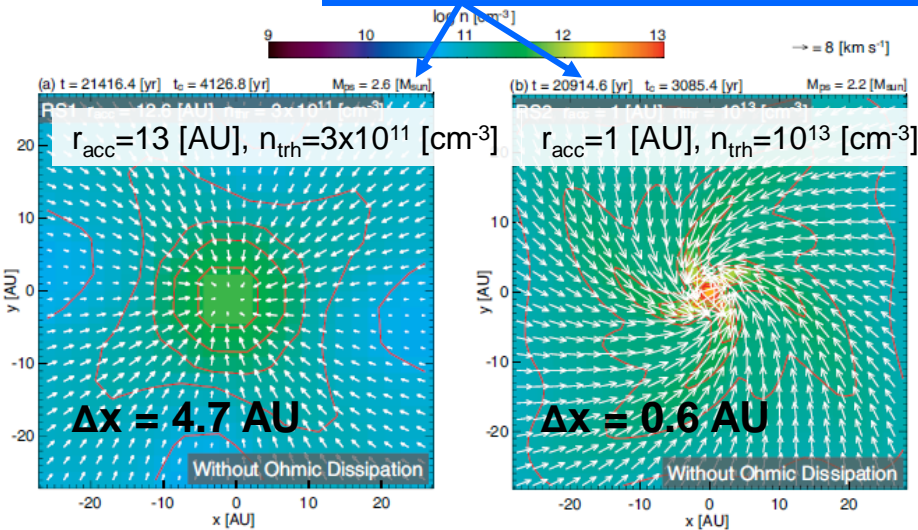 log n [cm⁻³]
9 10 11 12 13
→ = 8 [km s⁻¹]
(a) t = 21416.4 [yr] t_c = 4126.8 [yr] M_ps = 2.6 [M_sun]
r_acc=13 [AU], n_trh=3x10¹¹ [cm⁻³]
20
10
0
-10
-20
y [AU]
Δx = 4.7 AU
Without Ohmic Dissipation
-20 -10 0 10 20
x [AU]
(b) t = 20914.6 [yr] t_c = 3085.4 [yr] M_ps = 2.2 [M_sun]
r_acc=1 [AU], n_trh=10¹³ [cm⁻³]
20
10
0
-10
-20
y [AU]
Δx = 0.6 AU
Without Ohmic Dissipation
-20 -10 0 10 20
x [AU]